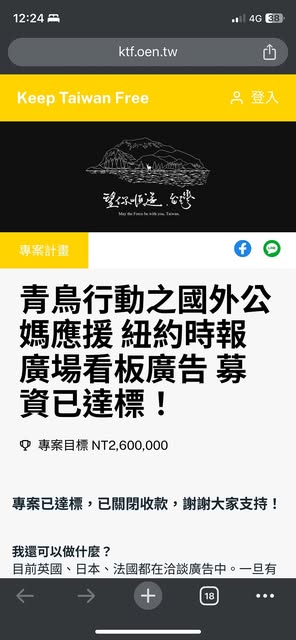 12:24
4G 38
ktf.oen.tw
Keep Taiwan Free
登入
望你順遂 台灣
May the Force be with you, Taiwan.
專案計畫
LINE
青鳥行動之國外公
媽應援 紐約時報
廣場看板廣告 募
資已達標！
專案目標 NT2,600,000
專案已達標，已關閉收款，謝謝大家支持！
我還可以做什麼？
目前英國、日本、法國都在洽談廣告中。一旦有
18